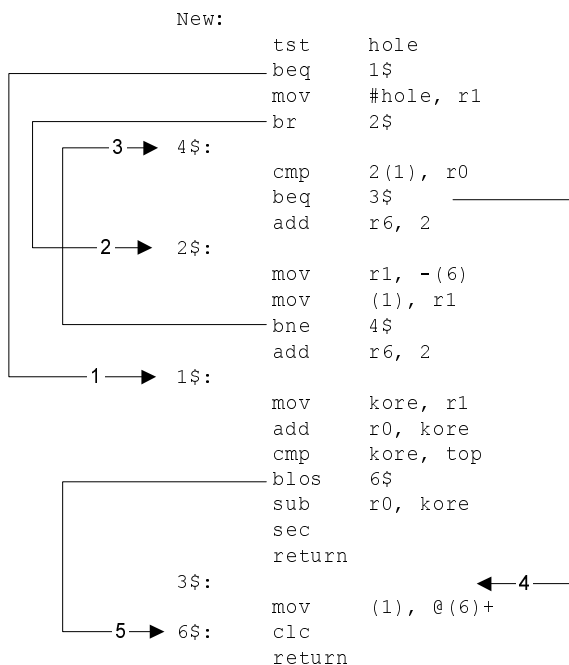 New:
tst hole
beq 1$
mov #hole, r1
br 2$
3 4$:
cmp 2(1), r0
beq 3$
add r6, 2
2 2$:
mov r1, -(6)
mov (1), r1
bne 4$
add r6, 2
1 1$:
mov kore, r1
add r0, kore
cmp kore, top
blos 6$
sub r0, kore
sec
return
3$: 4
mov (1), @(6)+
5 6$: clc
return